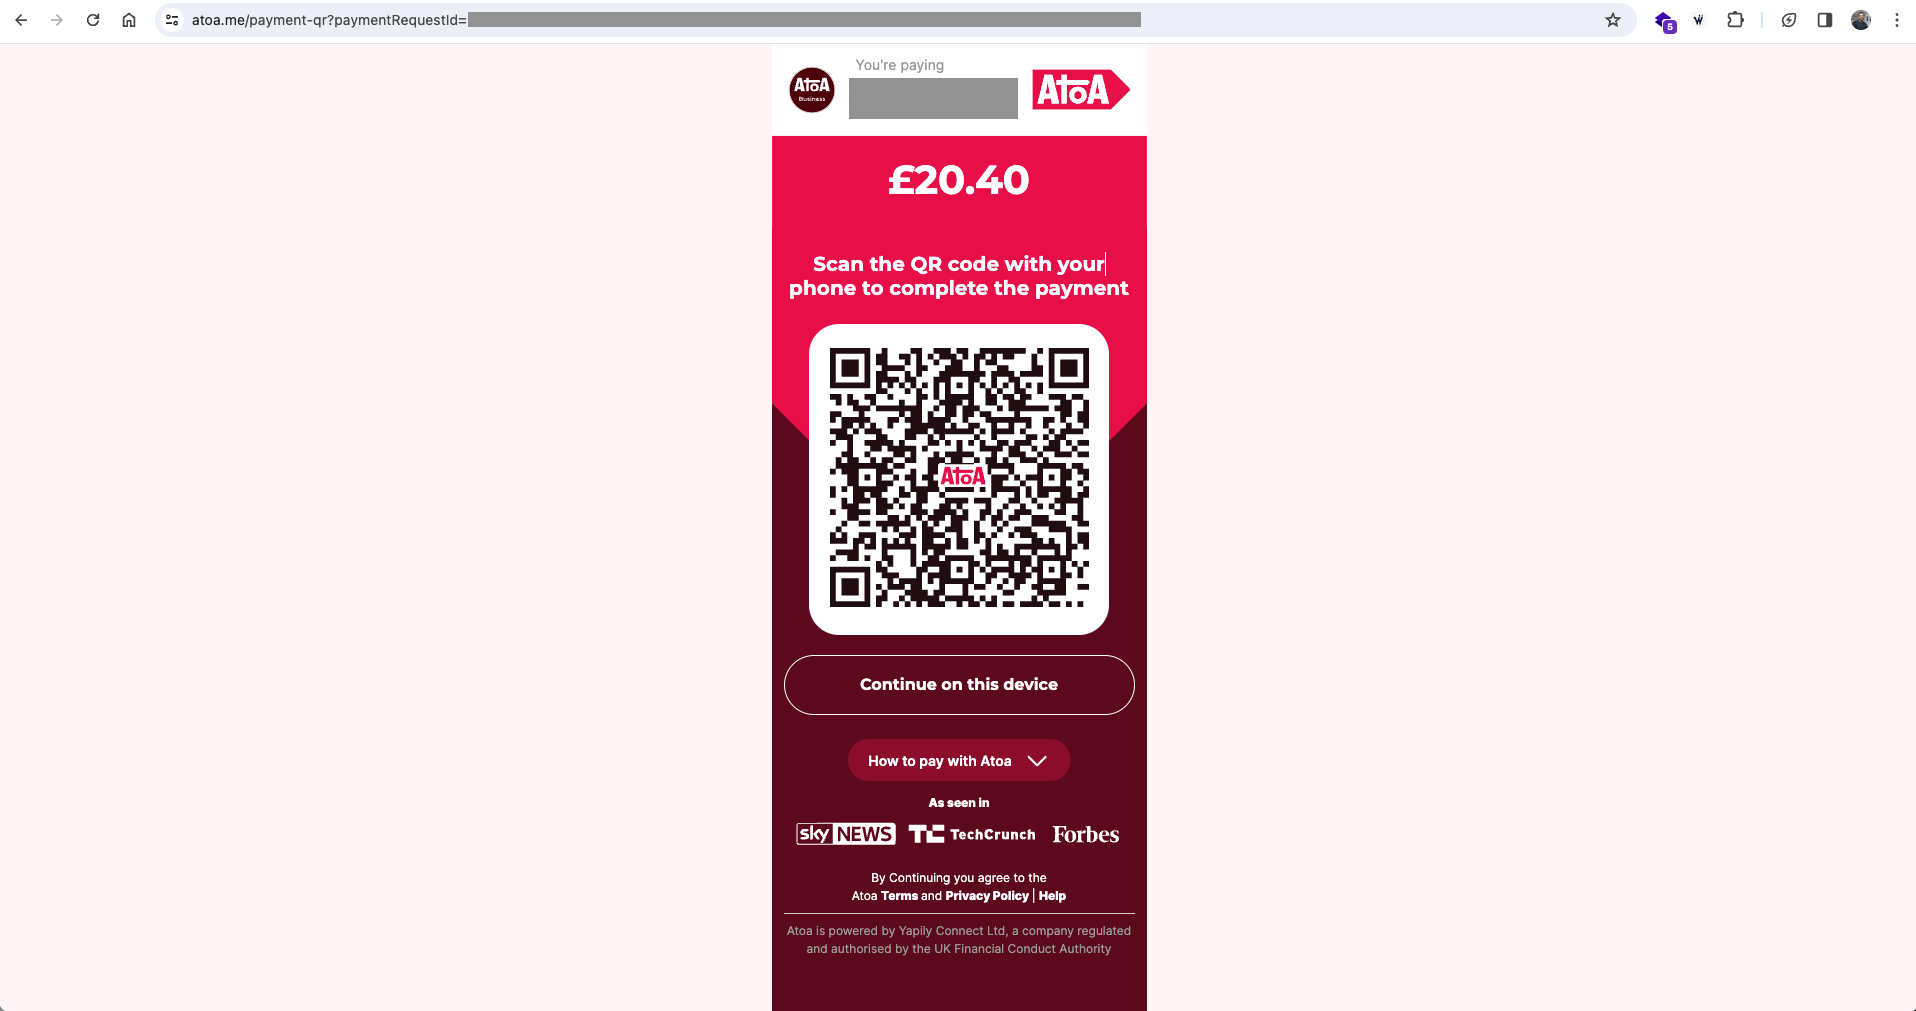 atoa.me/payment-qr?paymentRequestId=
5
AtoA
Business
You're paying
AtoA
£20.40
Scan the QR code with your
phone to complete the payment
AtoA
Continue on this device
How to pay with Atoa
As seen in
sky NEWS TC TechCrunch Forbes
By Continuing you agree to the
Atoa Terms and Privacy Policy | Help
Atoa is powered by Yapily Connect Ltd, a company regulated
and authorised by the UK Financial Conduct Authority